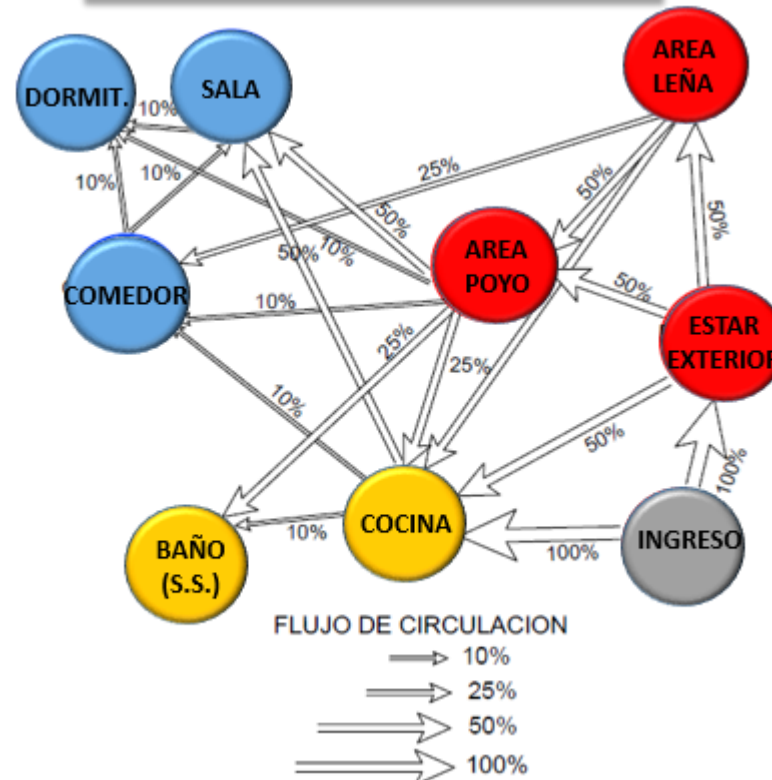 AREA
LEÑA
DORMIT.
SALA
10%
25%
50%
10%
10%
50%
50%
10%
50%
AREA
POYO
50%
COMEDOR
10%
25%
25%
ESTAR
EXTERIOR
10%
50%
100%
BAÑO
(S.S.)
10%
COCINA
100%
INGRESO
FLUJO DE CIRCULACION
10%
25%
50%
100%